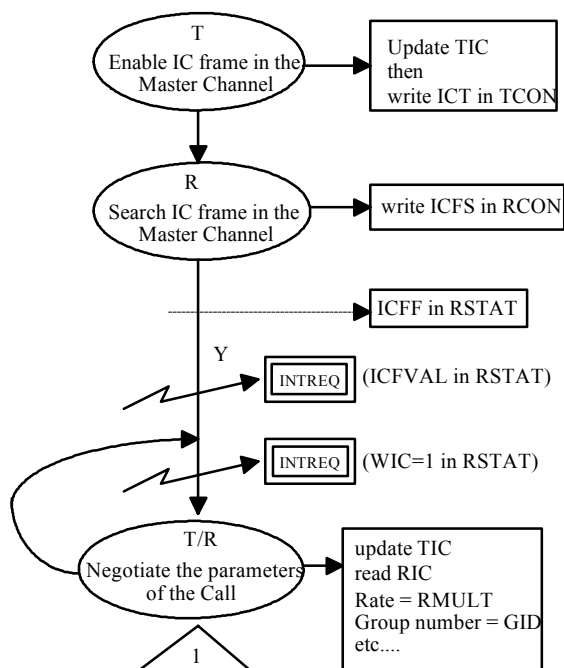 T
Enable IC frame in the
Master Channel
Update TIC
then
write ICT in TCON
R
Search IC frame in the
Master Channel
write ICFS in RCON
ICFF in RSTAT
Y
INTREQ
(ICFVAL in RSTAT)
INTREQ
(WIC=1 in RSTAT)
T/R
Negotiate the parameters
of the Call
update TIC
read RIC
Rate = RMULT
Group number = GID
etc....
1